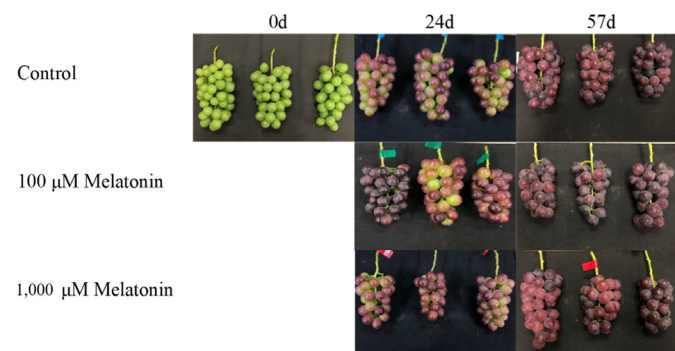 0d 24d 57d
Control
100 μM Melatonin
1,000 μM Melatonin